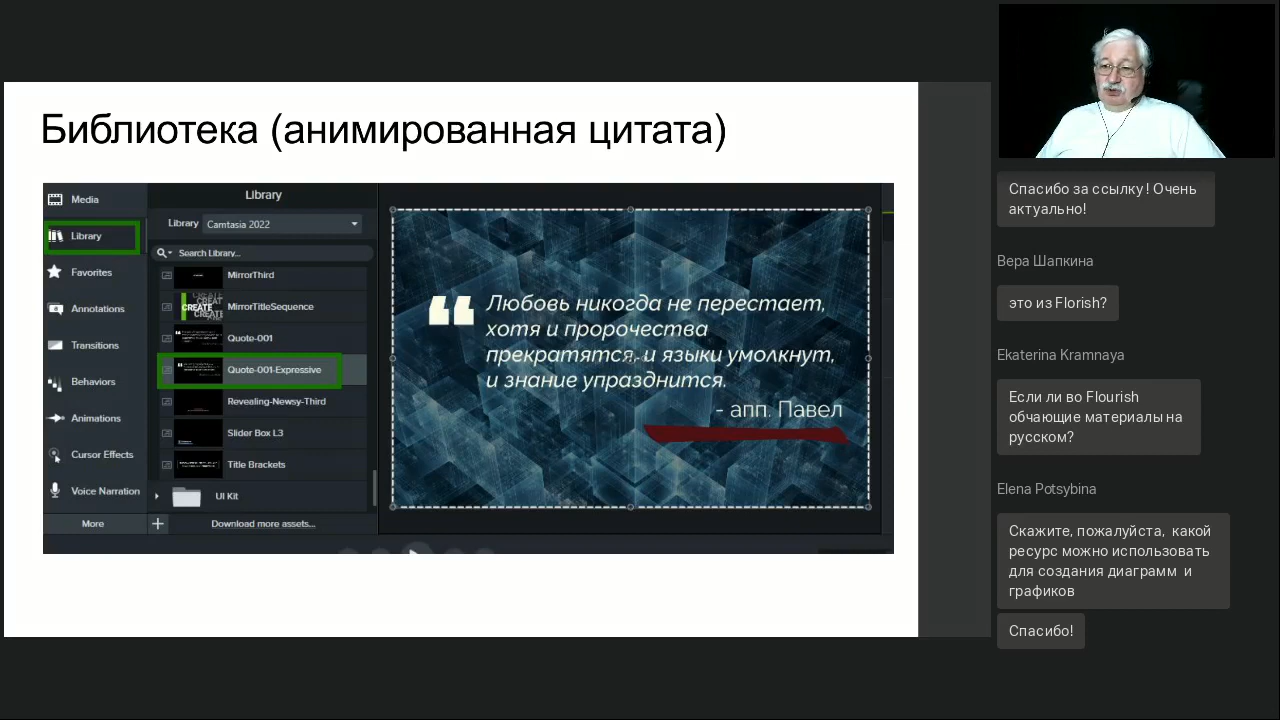 Библиотека (анимированная цитата)
Media
Library
Favorites
Annotations
Transitions
Behaviors
Animations
Cursor Effects
Voice Narration
More
Library
Library Camtasia 2022
Search Library...
MirrorThird
MirrorTitleSequence
Quote-001
Quote-001-Expressive
Revealing-Newsy-Third
Slider Box L3
Title Brackets
UI Kit
Download more assets...
Любовь никогда не перестает,
хотя и пророчества
прекратятся, и языки умолкнут,
и знание упразднится.
- апп. Павел
Спасибо за ссылку! Очень
актуально!
Вера Шапкина
это из Florish?
Ekaterina Kramnaya
Если ли во Flourish
обчающие материалы на
русском?
Elena Potsybina
Скажите, пожалуйста, какой
ресурс можно использовать
для создания диаграмм и
графиков
Спасибо!